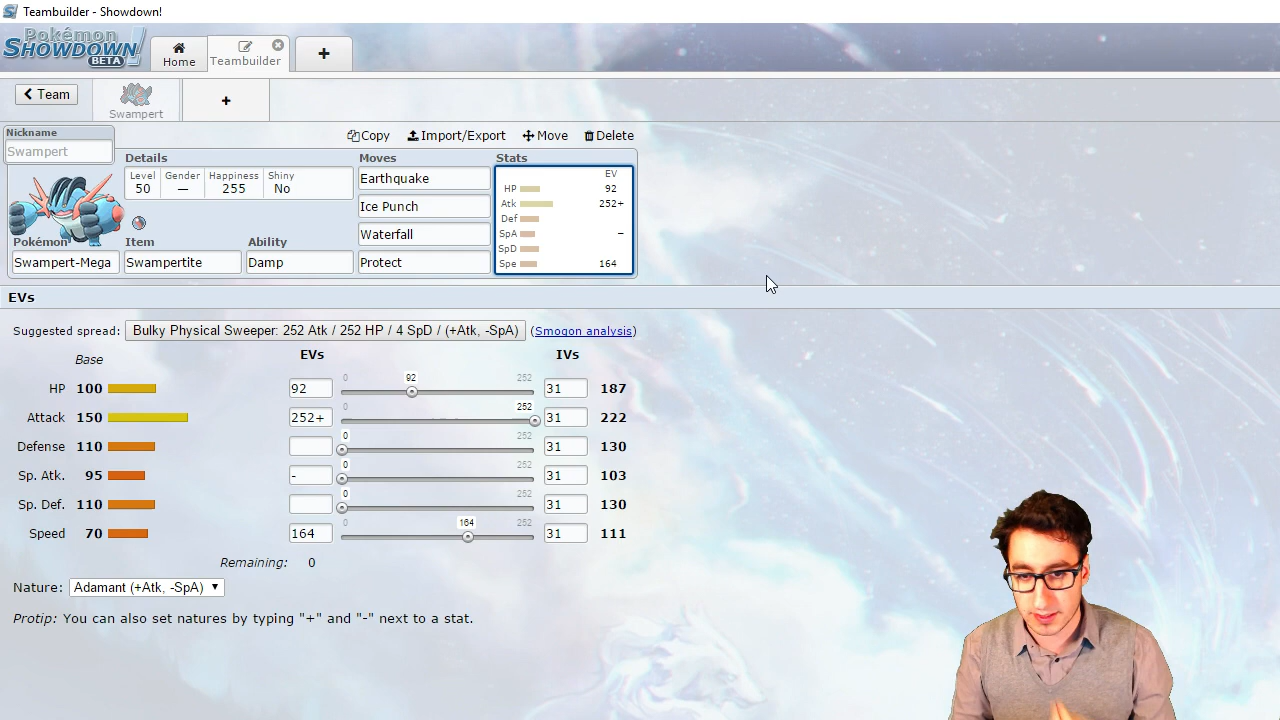 Teambuilder - Showdown!
Pokémon
SHOWDOWN!
BETA
Home
Teambuilder
+
< Team
Swampert
+
Nickname
Swampert
Copy
Import/Export
Move
Delete
Details
Moves
Stats
Level
Gender
Happiness
Shiny
50
—
255
No
Earthquake
Ice Punch
Waterfall
Protect
Pokémon
Item
Ability
Swampert-Mega
Swampertite
Damp
EV
HP 92
Atk 252+
Def
SpA −
SpD
Spe 164
EVs
Suggested spread: Bulky Physical Sweeper: 252 Atk / 252 HP / 4 SpD / (+Atk, -SpA) (Smogon analysis)
Base EVs IVs
HP 100 92 0 92 252 31 187
Attack 150 252+ 0 252 31 222
Defense 110 0 252 31 130
Sp. Atk. 95 - 0 252 31 103
Sp. Def. 110 0 252 31 130
Speed 70 164 0 164 252 31 111
Remaining: 0
Nature: Adamant (+Atk, -SpA)
Protip: You can also set natures by typing "+" and "-" next to a stat.